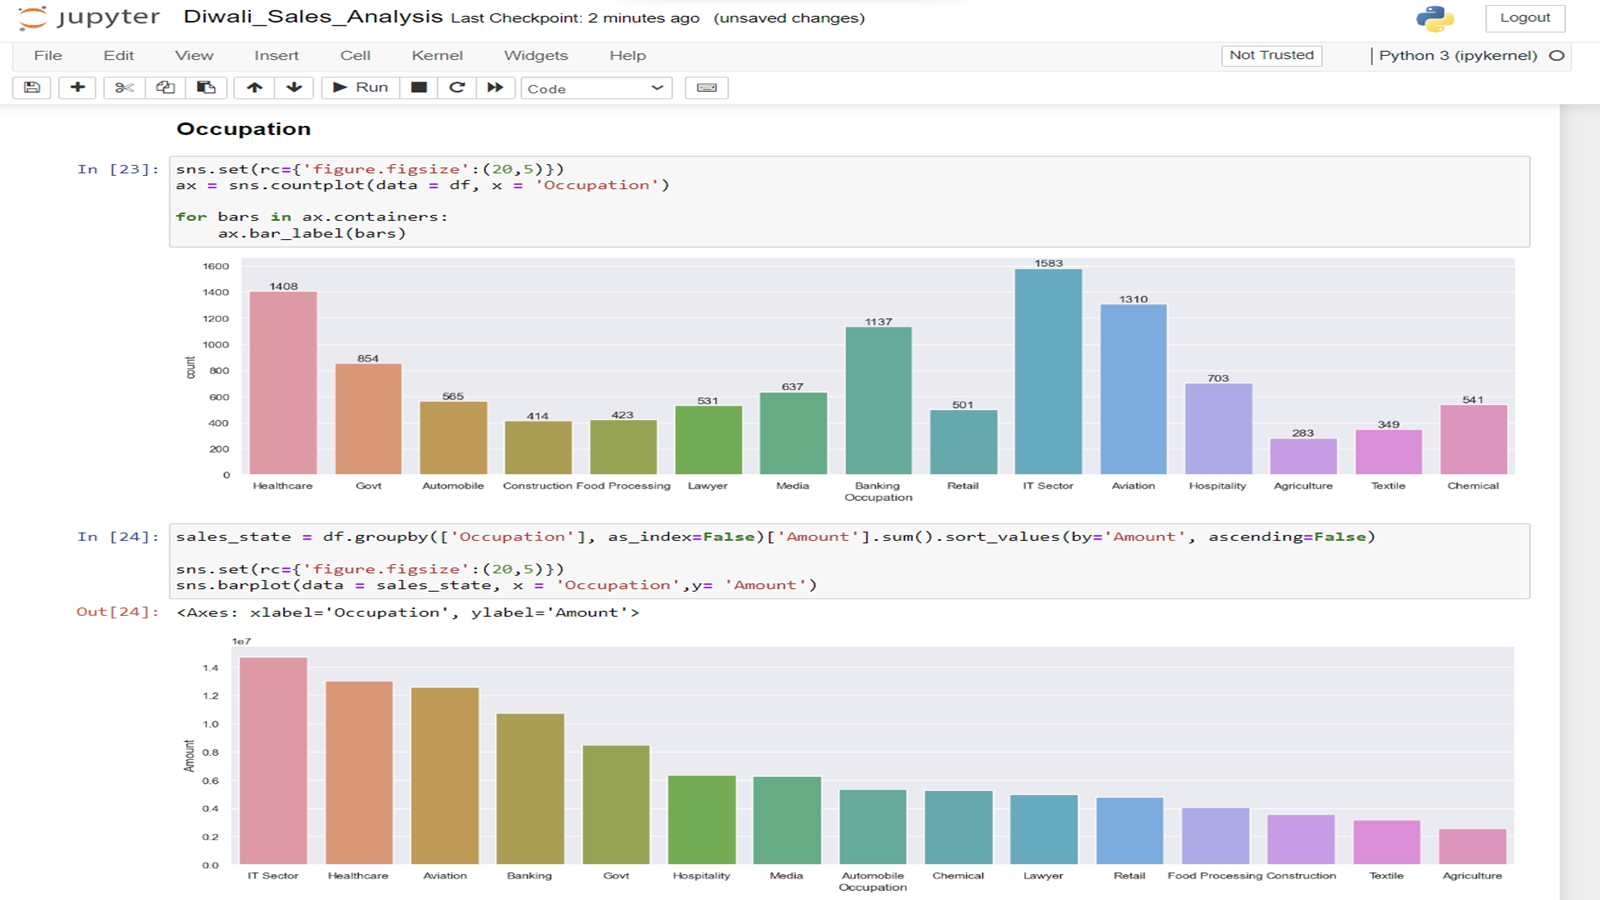 jupyter Diwali_Sales_Analysis Last Checkpoint: 2 minutes ago (unsaved changes) Logout
File Edit View Insert Cell Kernel Widgets Help Not Trusted Python 3 (ipykernel)
Run Code
Occupation
In [23]: sns.set(rc={'figure.figsize':(20,5)})
ax = sns.countplot(data = df, x = 'Occupation')
for bars in ax.containers:
    ax.bar_label(bars)
1600
1400
1200
1000
800
600
400
200
0
count
1408 854 565 414 423 531 637 1137 501 1583 1310 703 283 349 541
Healthcare Govt Automobile Construction Food Processing Lawyer Media Banking Retail IT Sector Aviation Hospitality Agriculture Textile Chemical
Occupation
In [24]: sales_state = df.groupby(['Occupation'], as_index=False)['Amount'].sum().sort_values(by='Amount', ascending=False)
sns.set(rc={'figure.figsize':(20,5)})
sns.barplot(data = sales_state, x = 'Occupation',y= 'Amount')
Out[24]: <Axes: xlabel='Occupation', ylabel='Amount'>
1e7
1.4
1.2
1.0
0.8
0.6
0.4
0.2
0.0
Amount
IT Sector Healthcare Aviation Banking Govt Hospitality Media Automobile Chemical Lawyer Retail Food Processing Construction Textile Agriculture
Occupation